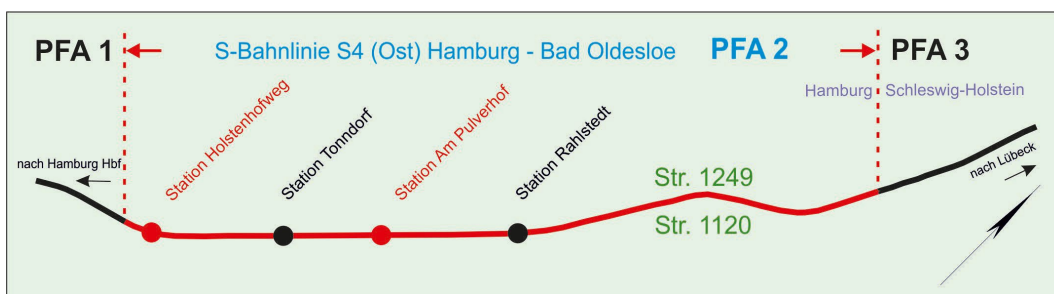 PFA 1
S-Bahnlinie S4 (Ost) Hamburg - Bad Oldesloe
PFA 2
PFA 3
Hamburg
Schleswig-Holstein
nach Hamburg Hbf
Station Holstenhofweg
Station Tonndorf
Station Am Pulverhof
Station Rahlstedt
nach Lübeck
Str. 1249
Str. 1120